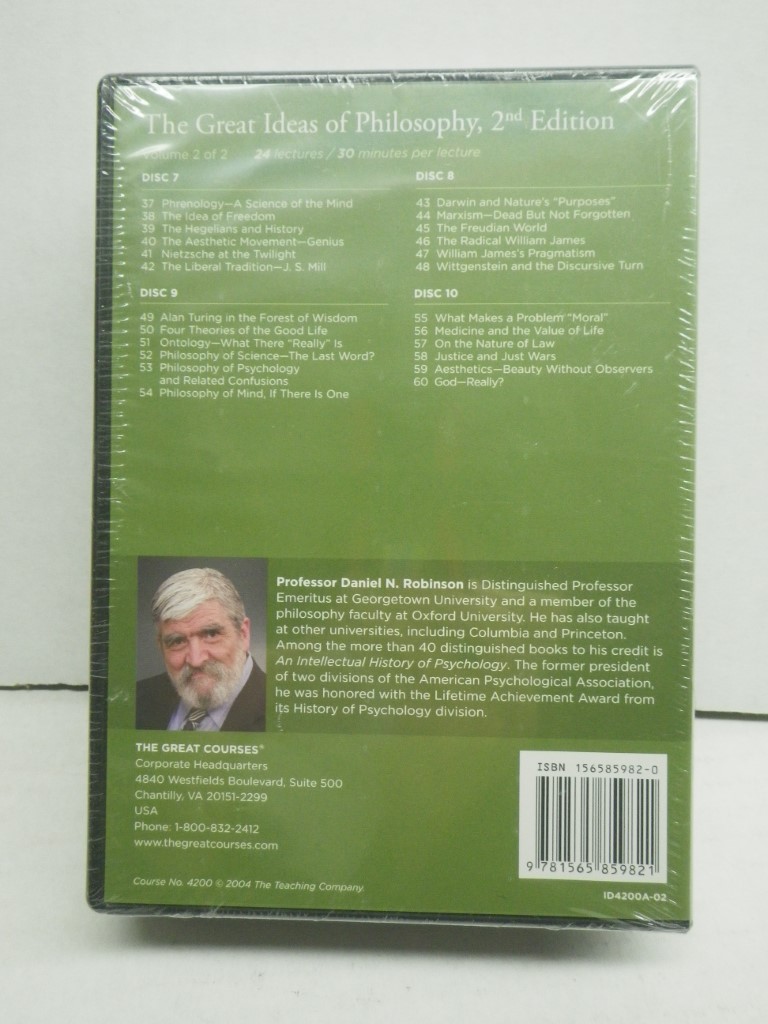 The Great Ideas of Philosophy, 2nd Edition
Volume 2 of 2 24 lectures / 30 minutes per lecture
DISC 7
37 Phrenology—A Science of the Mind
38 The Idea of Freedom
39 The Hegelians and History
40 The Aesthetic Movement—Genius
41 Nietzsche at the Twilight
42 The Liberal Tradition—J. S. Mill
DISC 8
43 Darwin and Nature's "Purposes"
44 Marxism—Dead But Not Forgotten
45 The Freudian World
46 The Radical William James
47 William James's Pragmatism
48 Wittgenstein and the Discursive Turn
DISC 9
49 Alan Turing in the Forest of Wisdom
50 Four Theories of the Good Life
51 Ontology—What There "Really" Is
52 Philosophy of Science—The Last Word?
53 Philosophy of Psychology
and Related Confusions
54 Philosophy of Mind, If There Is One
DISC 10
55 What Makes a Problem "Moral"
56 Medicine and the Value of Life
57 On the Nature of Law
58 Justice and Just Wars
59 Aesthetics—Beauty Without Observers
60 God—Really?
Professor Daniel N. Robinson is Distinguished Professor
Emeritus at Georgetown University and a member of the
philosophy faculty at Oxford University. He has also taught
at other universities, including Columbia and Princeton.
Among the more than 40 distinguished books to his credit is
An Intellectual History of Psychology. The former president
of two divisions of the American Psychological Association,
he was honored with the Lifetime Achievement Award from
its History of Psychology division.
THE GREAT COURSES®
Corporate Headquarters
4840 Westfields Boulevard, Suite 500
Chantilly, VA 20151-2299
USA
Phone: 1-800-832-2412
www.thegreatcourses.com
Course No. 4200 © 2004 The Teaching Company.
ISBN 156585982-0
9 781565 859821
ID4200A-02